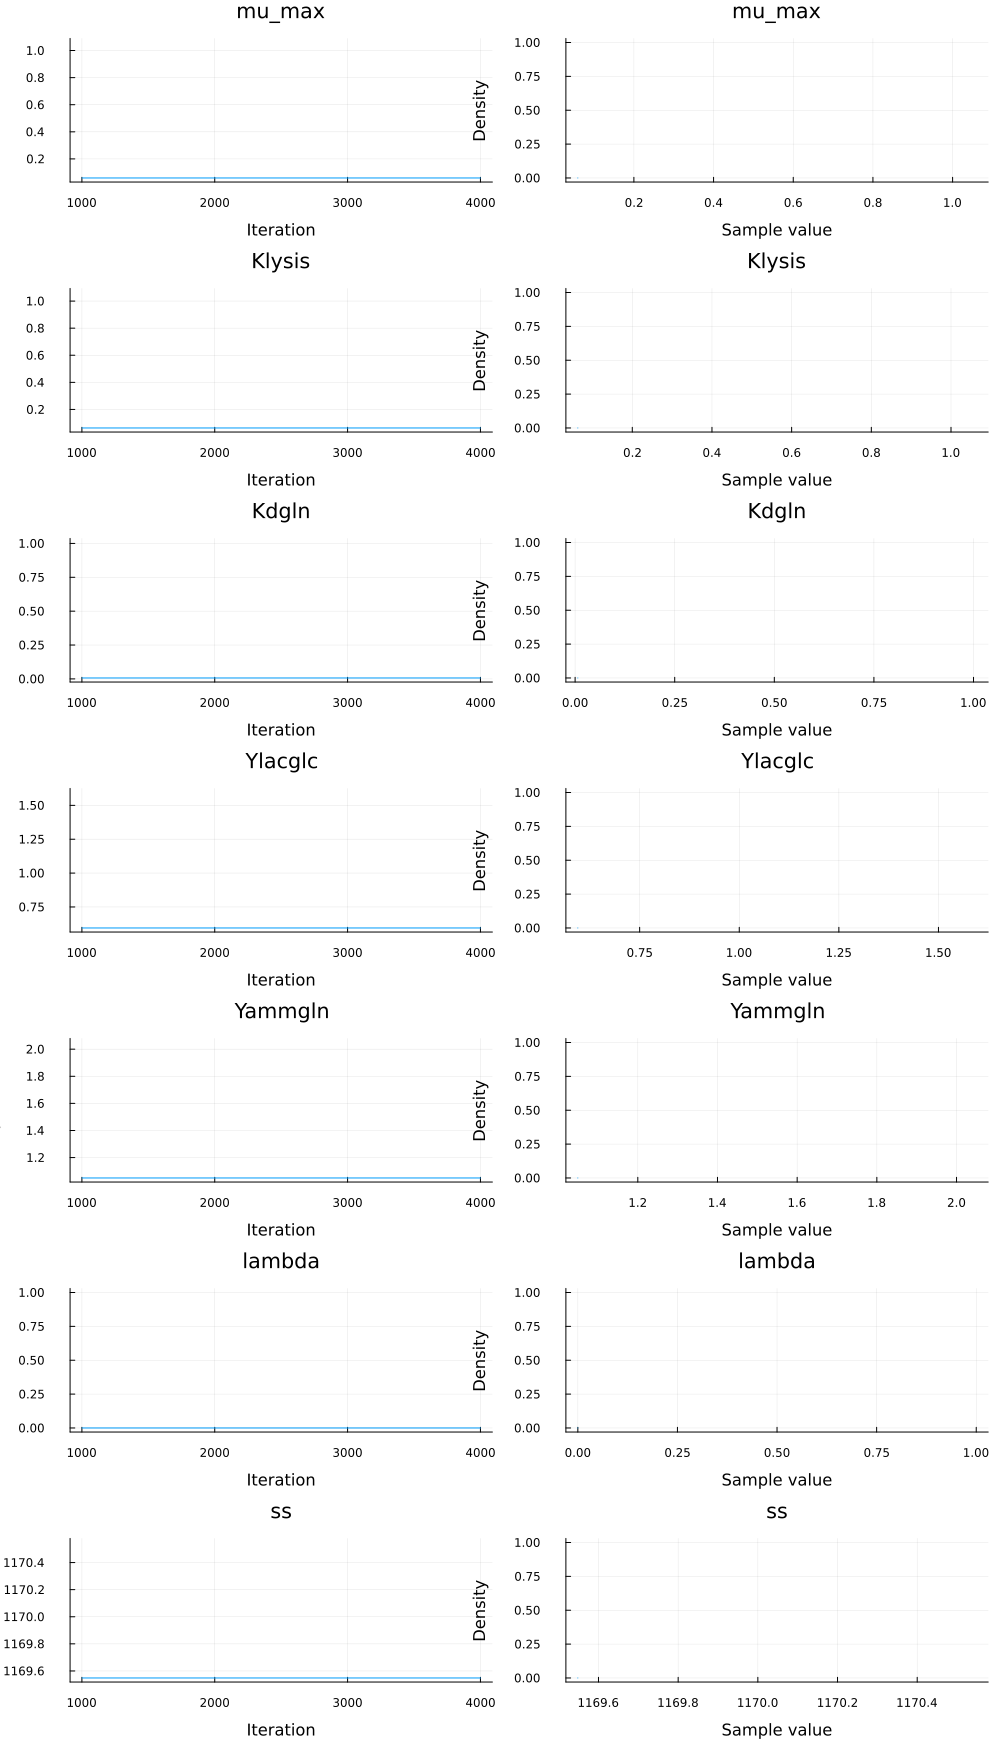 mu_max mu_max
1.0
0.8
0.6
0.4
0.2
Density
1.00
0.75
0.50
0.25
0.00
1000 2000 3000 4000
0.2 0.4 0.6 0.8 1.0
Iteration Sample value
Klysis Klysis
1.0
0.8
0.6
0.4
0.2
Density
1.00
0.75
0.50
0.25
0.00
1000 2000 3000 4000
0.2 0.4 0.6 0.8 1.0
Iteration Sample value
Kdgln Kdgln
1.00
0.75
0.50
0.25
0.00
Density
1.00
0.75
0.50
0.25
0.00
1000 2000 3000 4000
0.00 0.25 0.50 0.75 1.00
Iteration Sample value
Ylacglc Ylacglc
1.50
1.25
1.00
0.75
Density
1.00
0.75
0.50
0.25
0.00
1000 2000 3000 4000
0.75 1.00 1.25 1.50
Iteration Sample value
Yammgln Yammgln
2.0
1.8
1.6
1.4
1.2
Density
1.00
0.75
0.50
0.25
0.00
1000 2000 3000 4000
1.2 1.4 1.6 1.8 2.0
Iteration Sample value
lambda lambda
1.00
0.75
0.50
0.25
0.00
Density
1.00
0.75
0.50
0.25
0.00
1000 2000 3000 4000
0.00 0.25 0.50 0.75 1.00
Iteration Sample value
ss ss
1170.4
1170.2
1170.0
1169.8
1169.6
Density
1.00
0.75
0.50
0.25
0.00
1000 2000 3000 4000
1169.6 1169.8 1170.0 1170.2 1170.4
Iteration Sample value